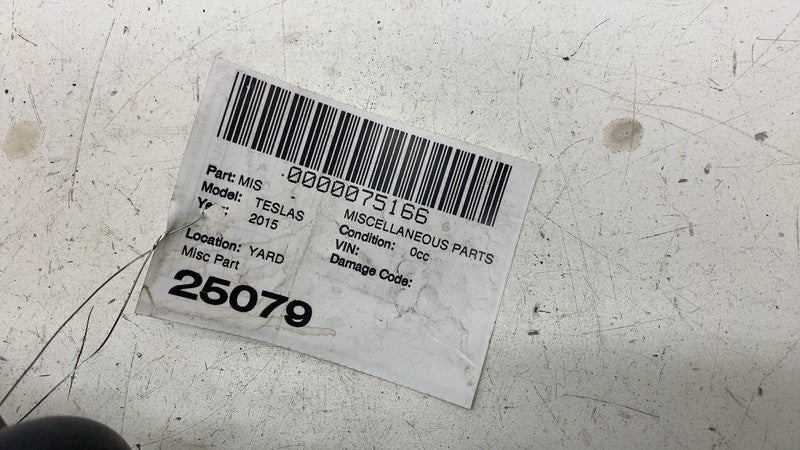 0000075166
Part: MIS - MISCELLANEOUS PARTS
Model: TESLAS Condition: 0cc
Year: 2015 VIN:
Damage Code:
Location: YARD
Misc Part
25079